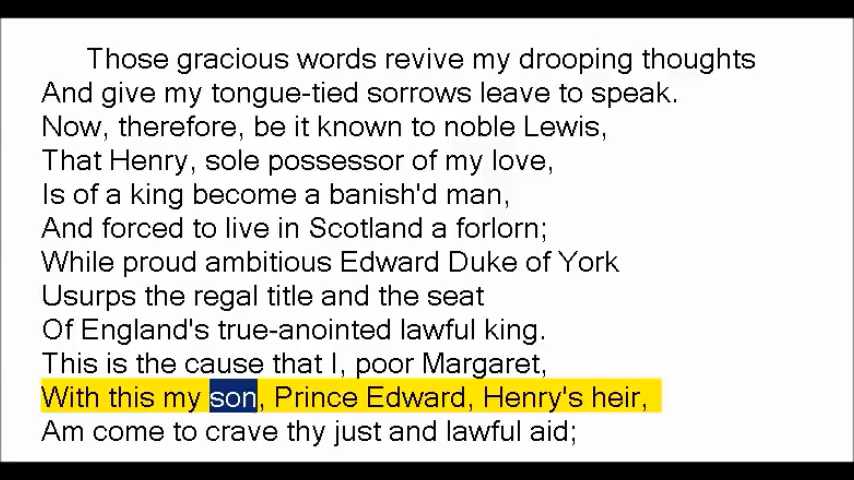 Those gracious words revive my drooping thoughts
And give my tongue-tied sorrows leave to speak.
Now, therefore, be it known to noble Lewis,
That Henry, sole possessor of my love,
Is of a king become a banish'd man,
And forced to live in Scotland a forlorn;
While proud ambitious Edward Duke of York
Usurps the regal title and the seat
Of England's true-anointed lawful king.
This is the cause that I, poor Margaret,
With this my son, Prince Edward, Henry's heir,
Am come to crave thy just and lawful aid;